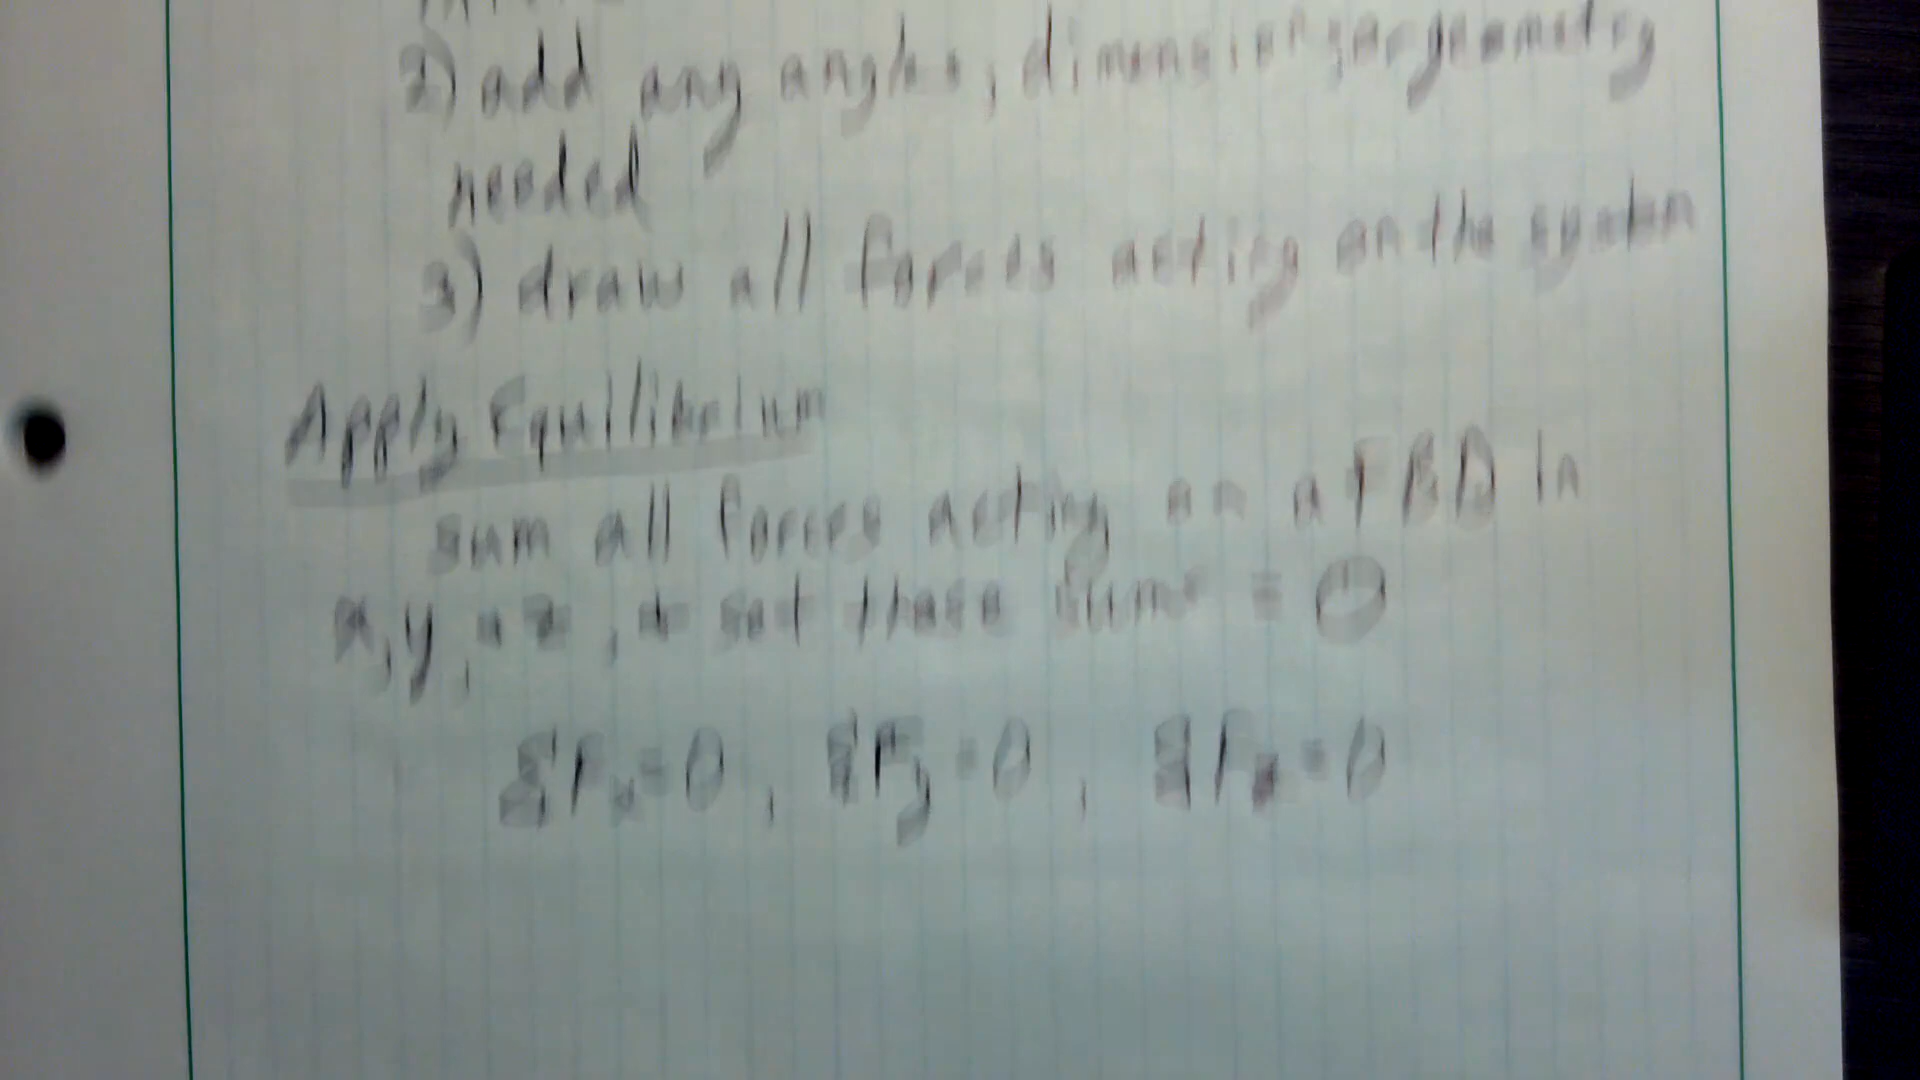 2) add any angles, dimensions, or geometry
needed
3) draw all forces acting on the system
Apply Equilibrium
sum all forces acting on a FBD in
x, y, + z, + set these sums = 0
ΣFx=0, ΣFy=0, ΣFz=0